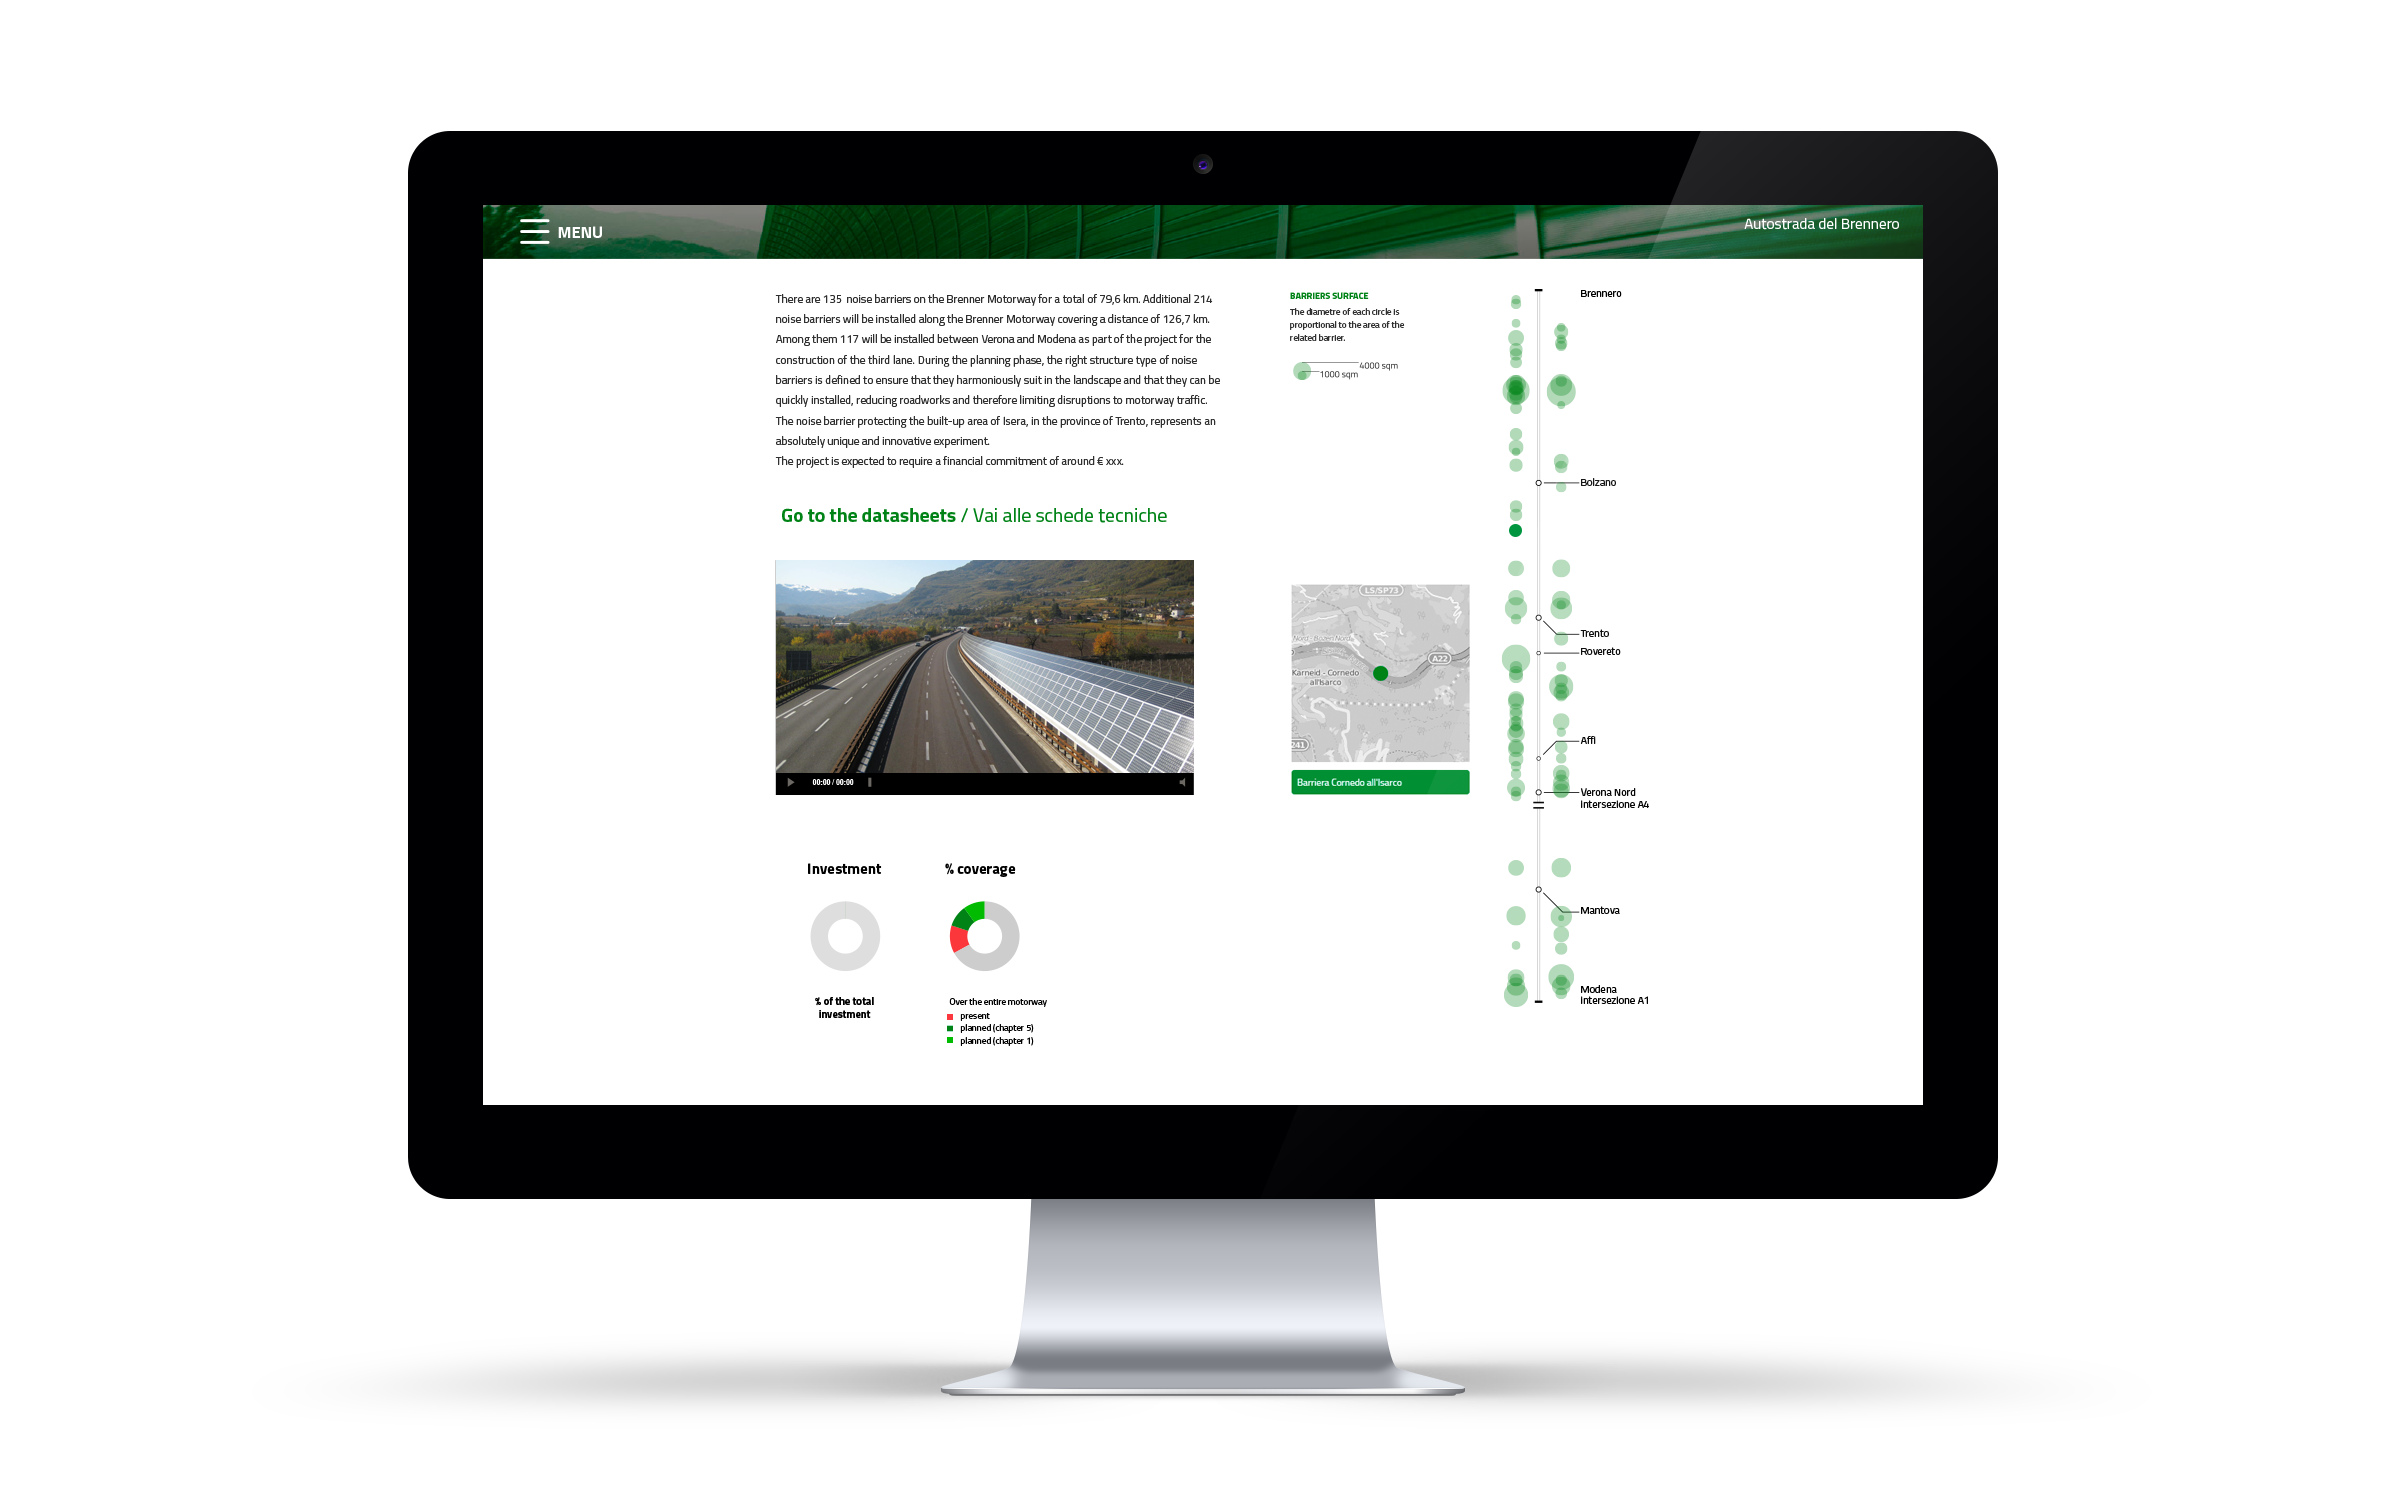 MENU
Autostrada del Brennero
There are 135 noise barriers on the Brenner Motorway for a total of 79,6 km. Additional 214
noise barriers will be installed along the Brenner Motorway covering a distance of 126,7 km.
Among them 117 will be installed between Verona and Modena as part of the project for the
construction of the third lane. During the planning phase, the right structure type of noise
barriers is defined to ensure that they harmoniously suit in the landscape and that they can be
quickly installed, reducing roadworks and therefore limiting disruptions to motorway traffic.
The noise barrier protecting the built-up area of Isera, in the province of Trento, represents an
absolutely unique and innovative experiment.
The project is expected to require a financial commitment of around € xxx.
Go to the datasheets / Vai alle schede tecniche
00:00 / 00:00
Investment
% of the total
investment
% coverage
Over the entire motorway
present
planned (chapter 5)
planned (chapter 1)
BARRIERS SURFACE
The diametre of each circle is
proportional to the area of the
related barrier.
4000 sqm
1000 sqm
LS/SP73
Nord - Bozen Nord
A22
Karneid - Cornedo
all'Isarco
241
Barriera Cornedo all'Isarco
Brennero
Bolzano
Trento
Rovereto
Affi
Verona Nord
intersezione A4
Mantova
Modena
intersezione A1